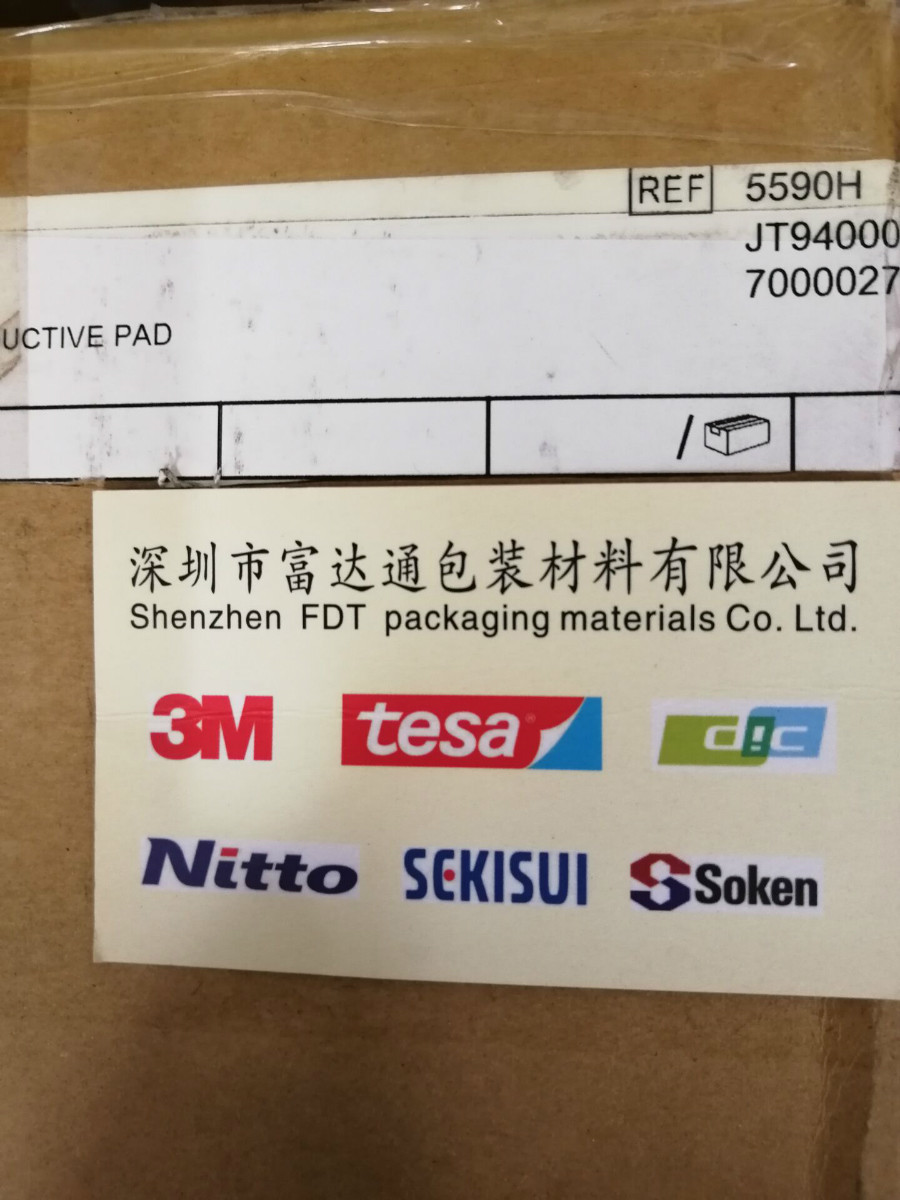 REF 5590H
JT94000
7000027
UCTIVE PAD
/
深圳市富达通包装材料有限公司
Shenzhen FDT packaging materials Co. Ltd.
3M tesa® dic
Nitto SEKISUI Soken